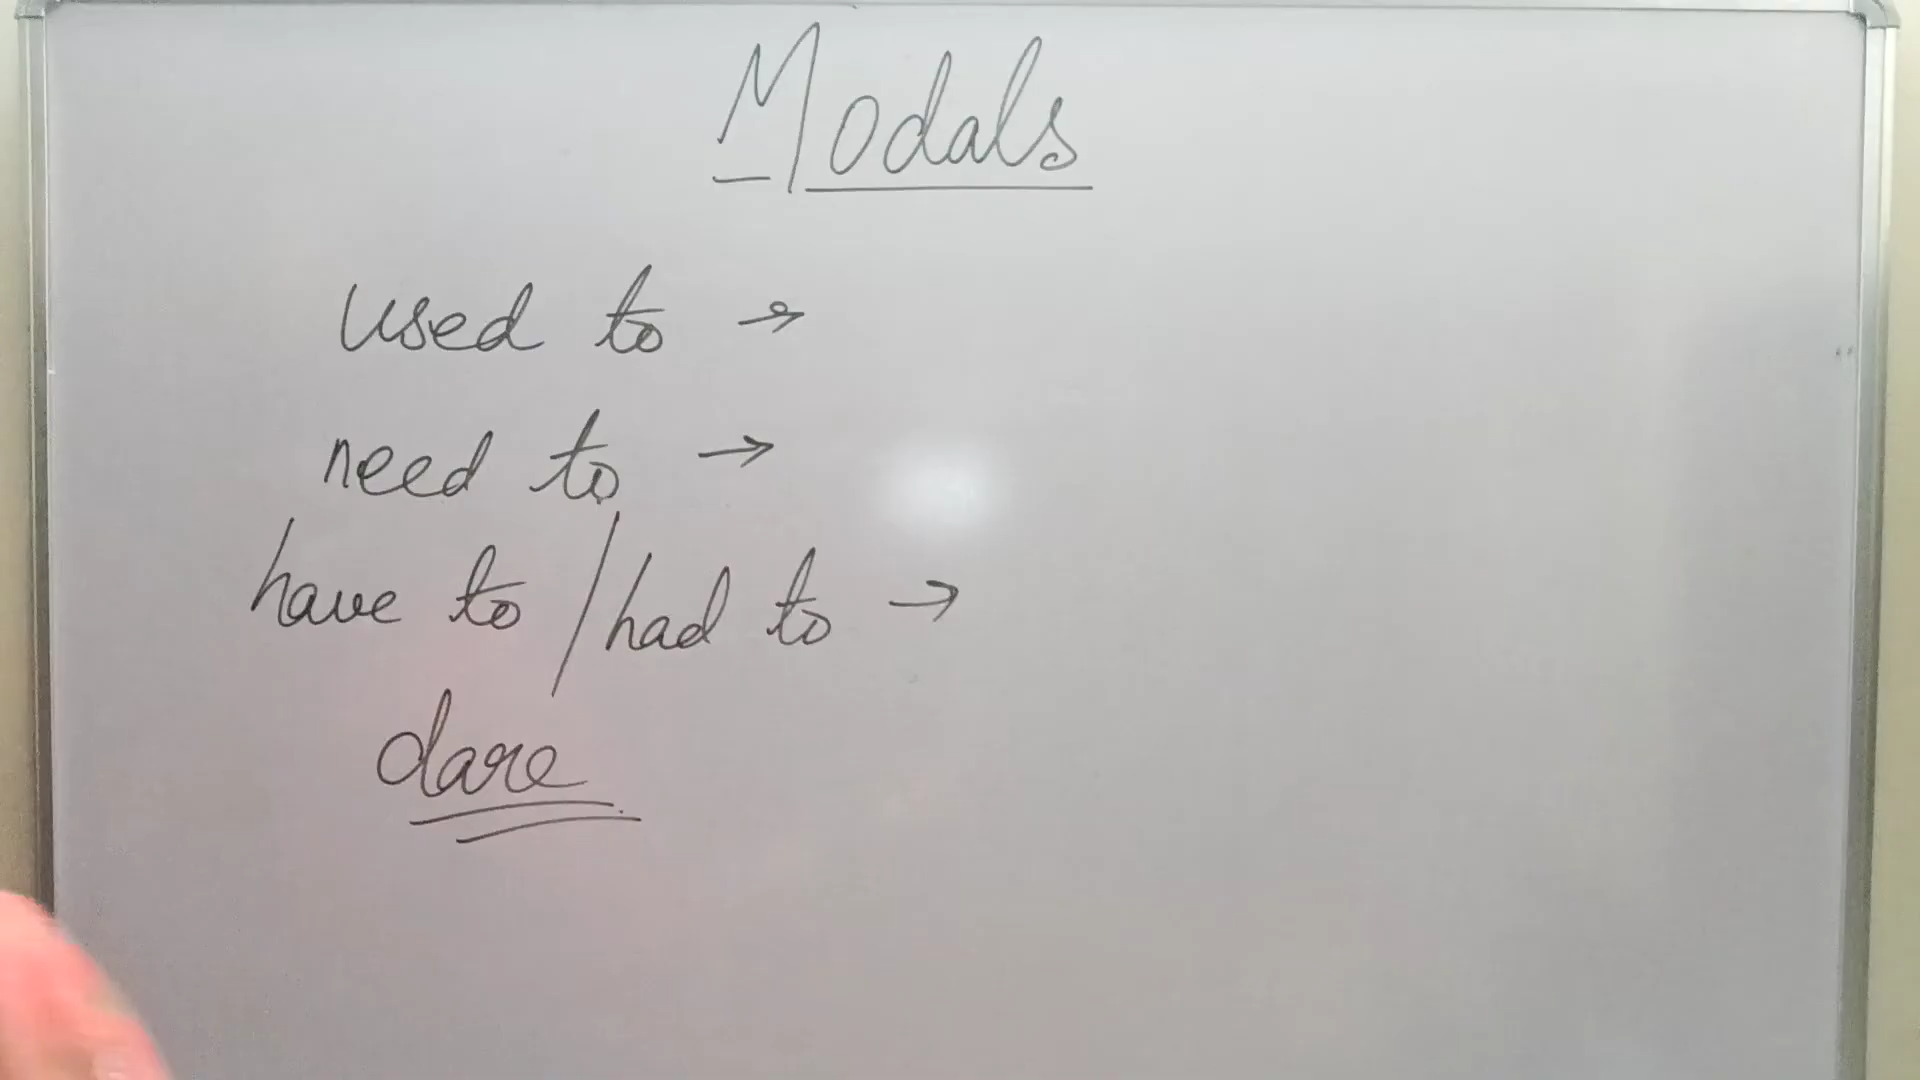 Modals
used to →
need to →
have to / had to →
dare